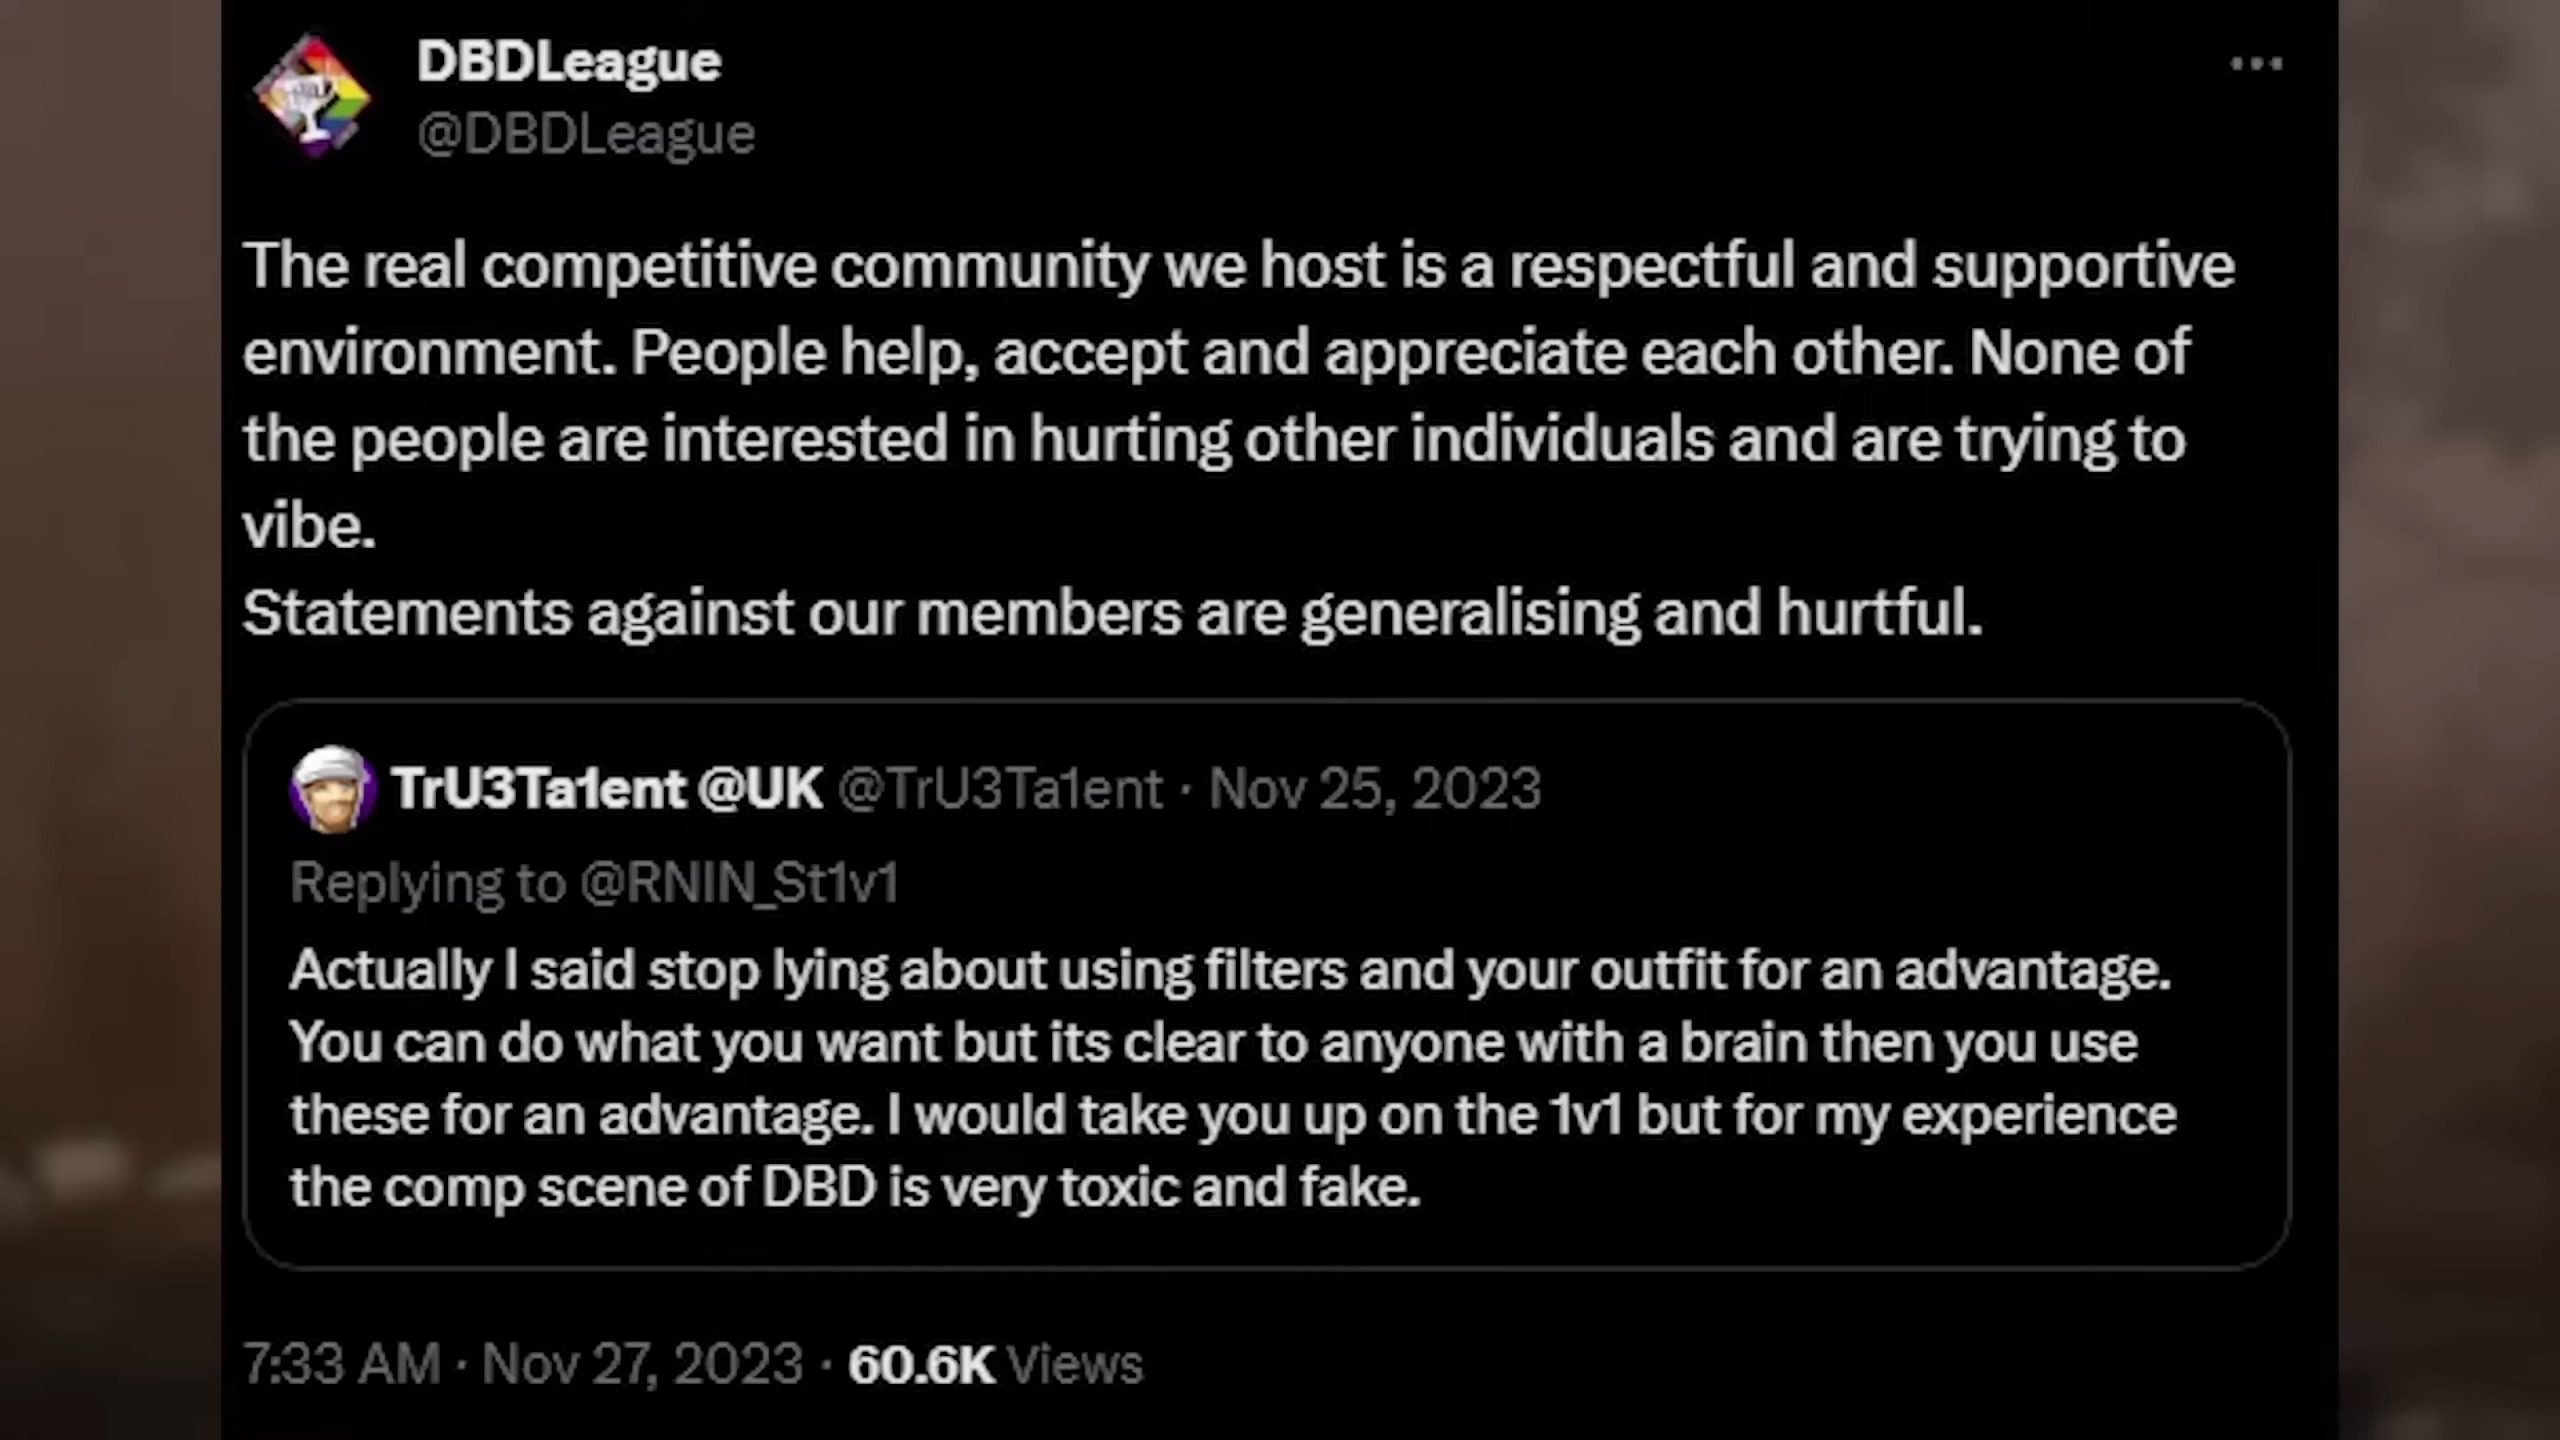 DBDLeague
@DBDLeague
The real competitive community we host is a respectful and supportive
environment. People help, accept and appreciate each other. None of
the people are interested in hurting other individuals and are trying to
vibe.
Statements against our members are generalising and hurtful.
TrU3Ta1ent @UK @TrU3Ta1ent · Nov 25, 2023
Replying to @RNIN_St1v1
Actually I said stop lying about using filters and your outfit for an advantage.
You can do what you want but its clear to anyone with a brain then you use
these for an advantage. I would take you up on the 1v1 but for my experience
the comp scene of DBD is very toxic and fake.
7:33 AM · Nov 27, 2023 · 60.6K Views